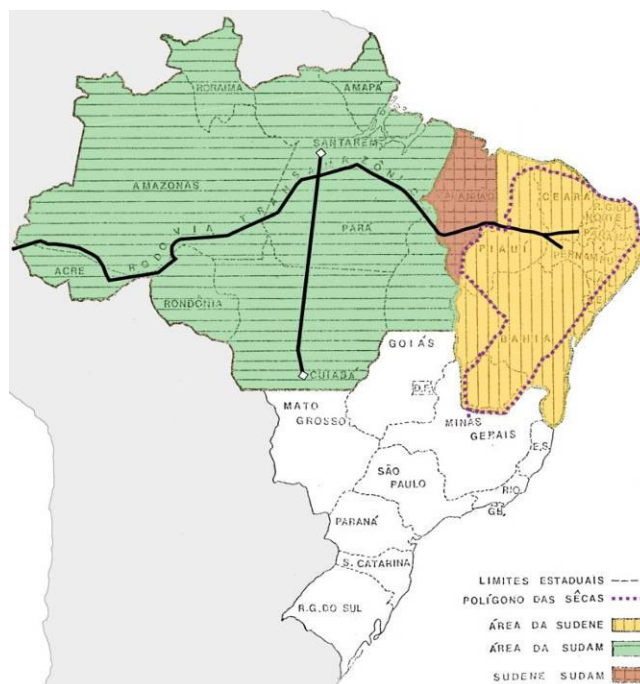 RORAIMA
AMAPÁ
SANTARÉM
AMAZONAS
RODOVIA TRANSAMAZÔNICA
PARÁ
ACRE
RONDÔNIA
CUIABÁ
MARANHÃO
CEARÁ
PIAUÍ
BAHIA
GOIÁS
D.F.
MATO
GROSSO
MINAS
GERAIS
E.S.
SÃO
PAULO
RIO
GB.
PARANÁ
S. CATARINA
R.G.DO SUL
LIMITES ESTADUAIS
POLÍGONO DAS SÊCAS
ÁREA DA SUDENE
ÁREA DA SUDAM
SUDENE SUDAM